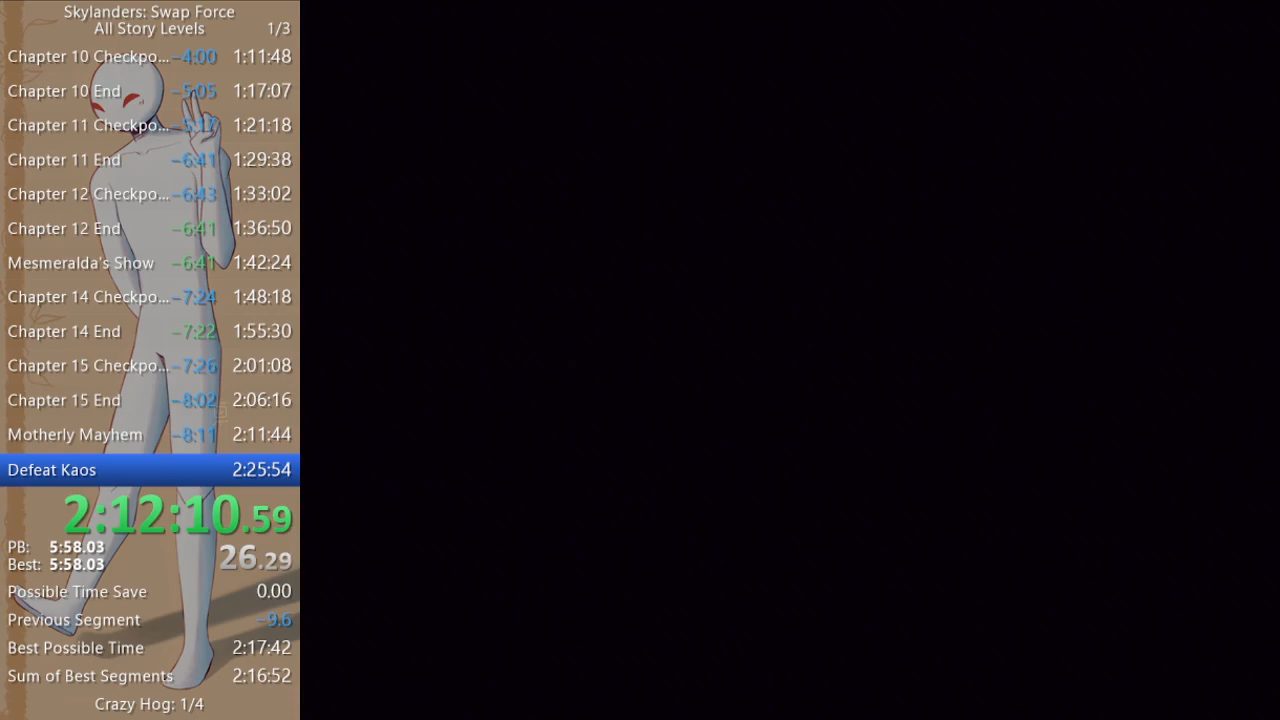 Skylanders: Swap Force
All Story Levels 1/3
Chapter 10 Checkpo... −4:00 1:11:48
Chapter 10 End −5:05 1:17:07
Chapter 11 Checkpo... −5:17 1:21:18
Chapter 11 End −6:41 1:29:38
Chapter 12 Checkpo... −6:43 1:33:02
Chapter 12 End −6:41 1:36:50
Mesmeralda's Show −6:41 1:42:24
Chapter 14 Checkpo... −7:24 1:48:18
Chapter 14 End −7:22 1:55:30
Chapter 15 Checkpo... −7:26 2:01:08
Chapter 15 End −8:02 2:06:16
Motherly Mayhem −8:11 2:11:44
Defeat Kaos 2:25:54
2:12:10.59
PB: 5:58.03 26.29
Best: 5:58.03
Possible Time Save 0.00
Previous Segment −9.6
Best Possible Time 2:17:42
Sum of Best Segments 2:16:52
Crazy Hog: 1/4